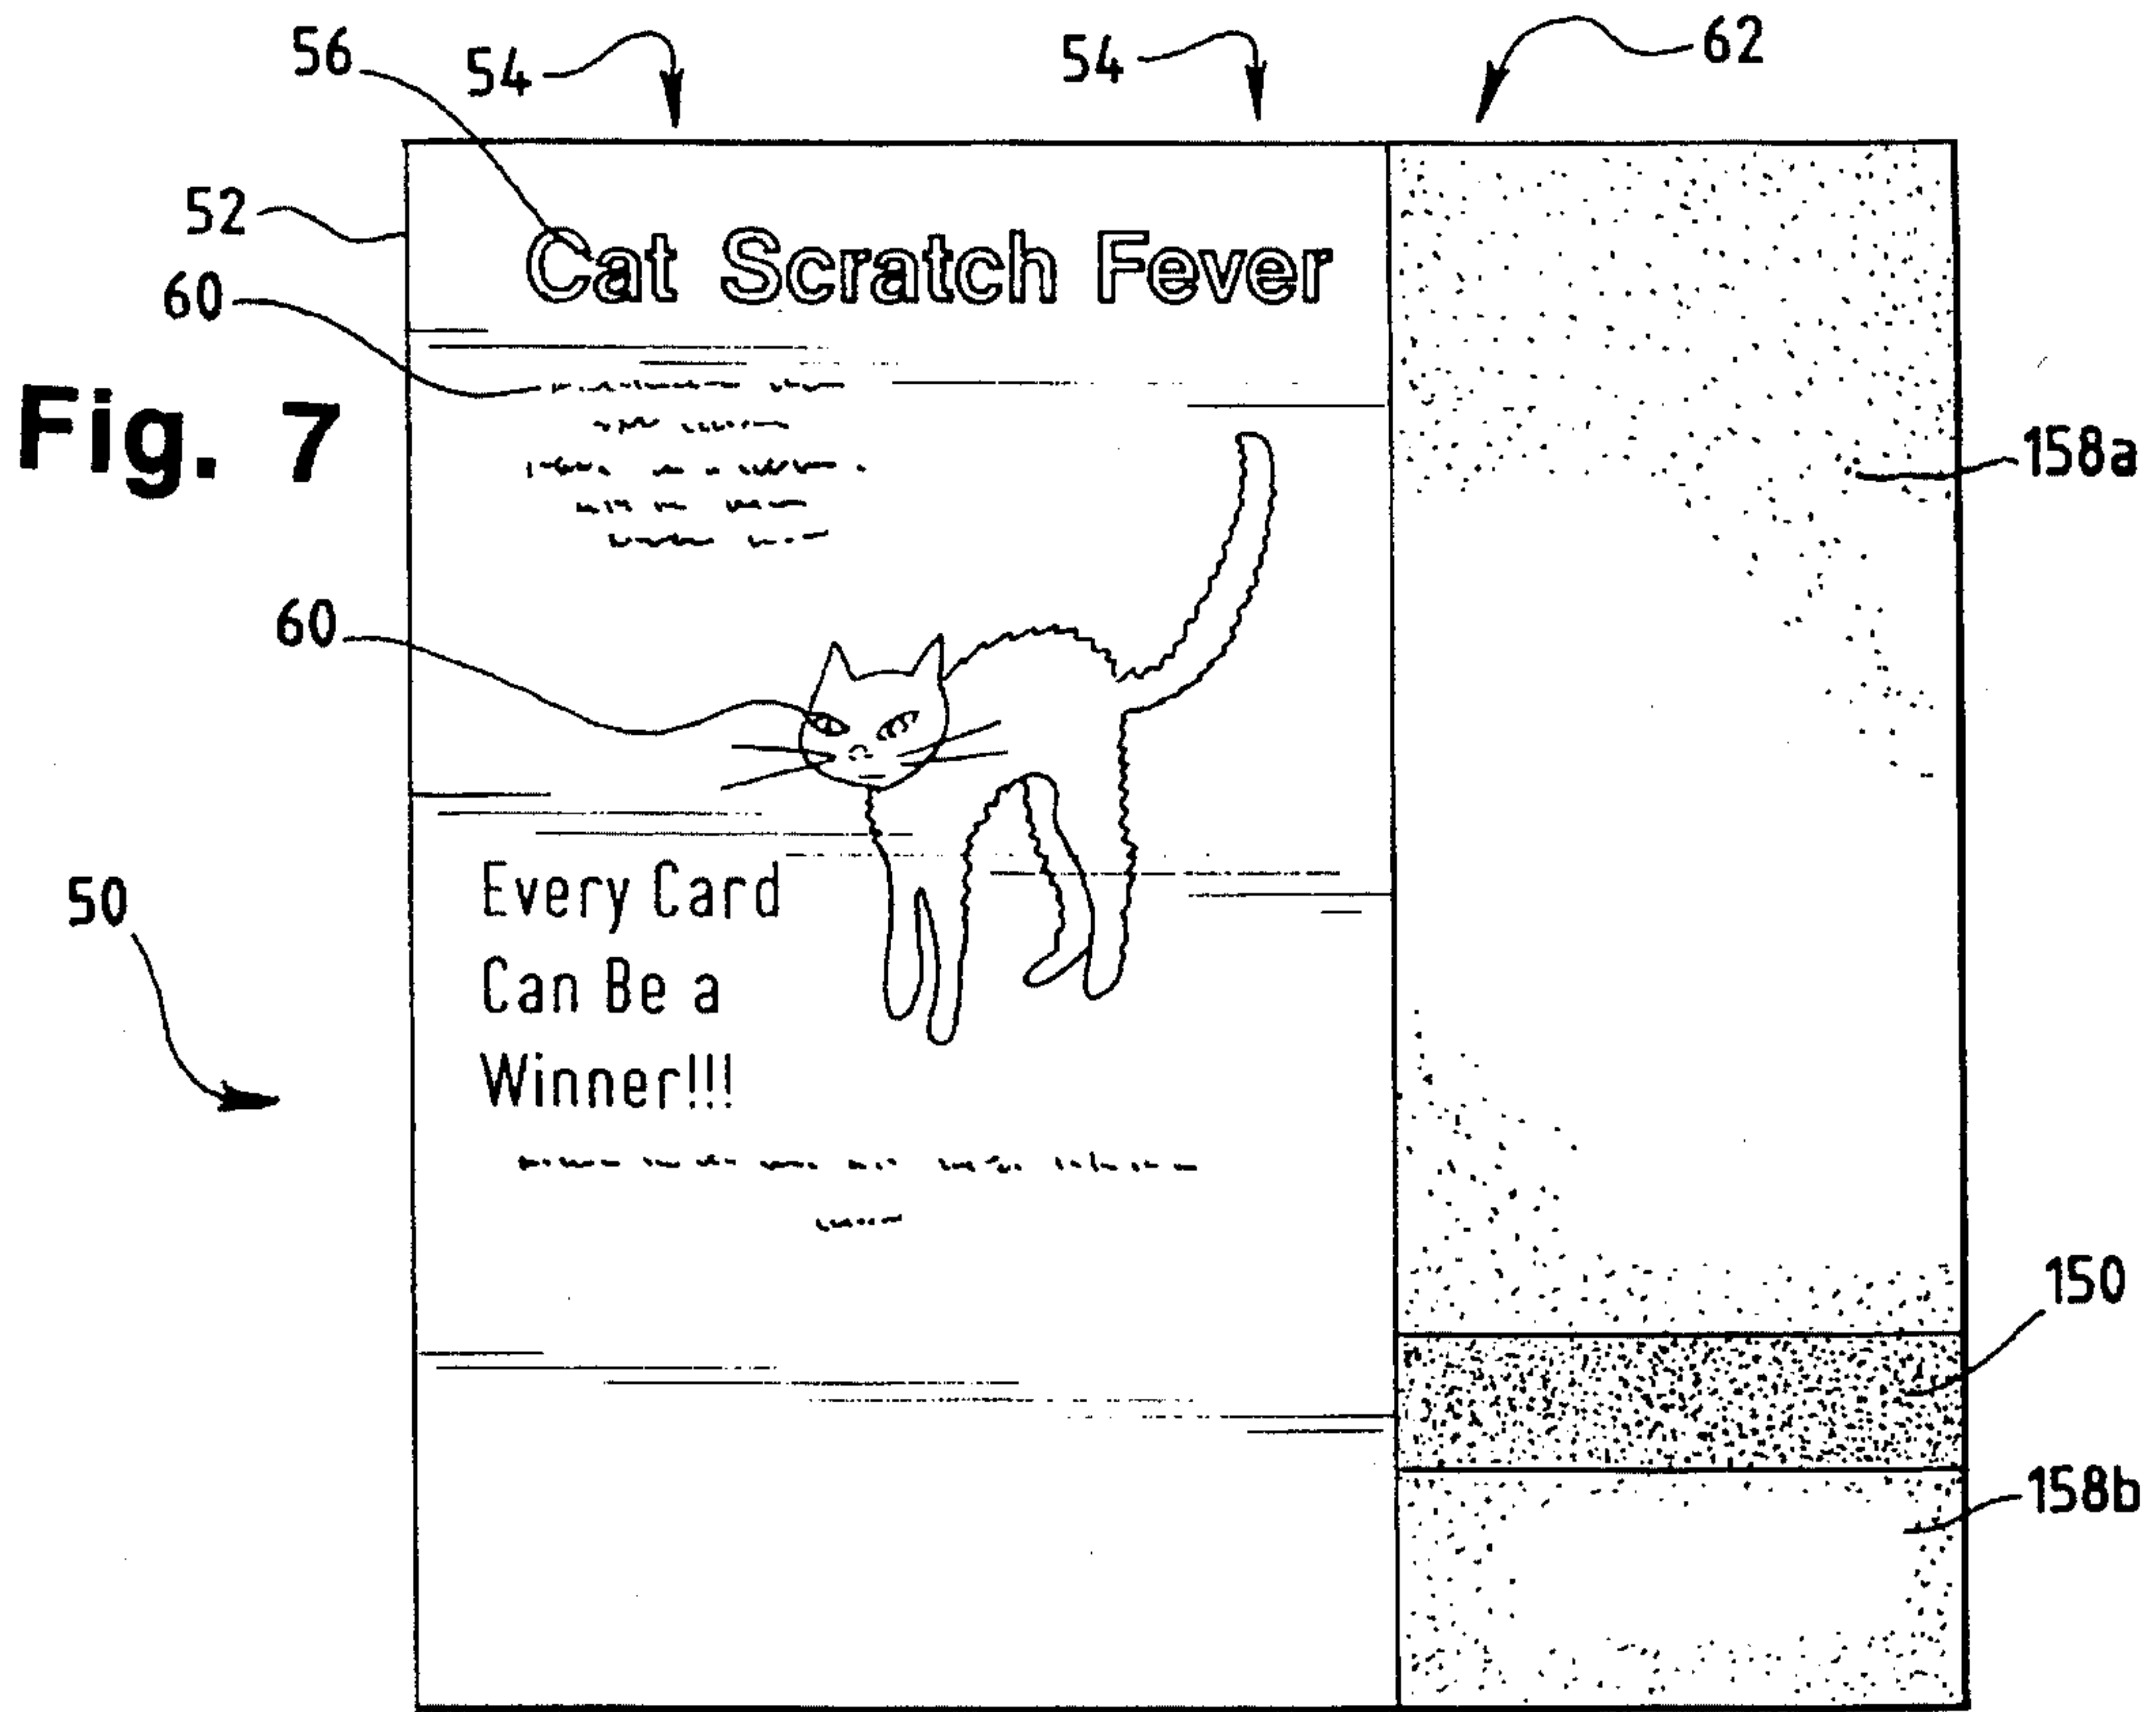 56
54
54
62
52
Cat Scratch Fever
60
Fig. 7
158a
60
50
Every Card
Can Be a
Winner!!!
150
158b